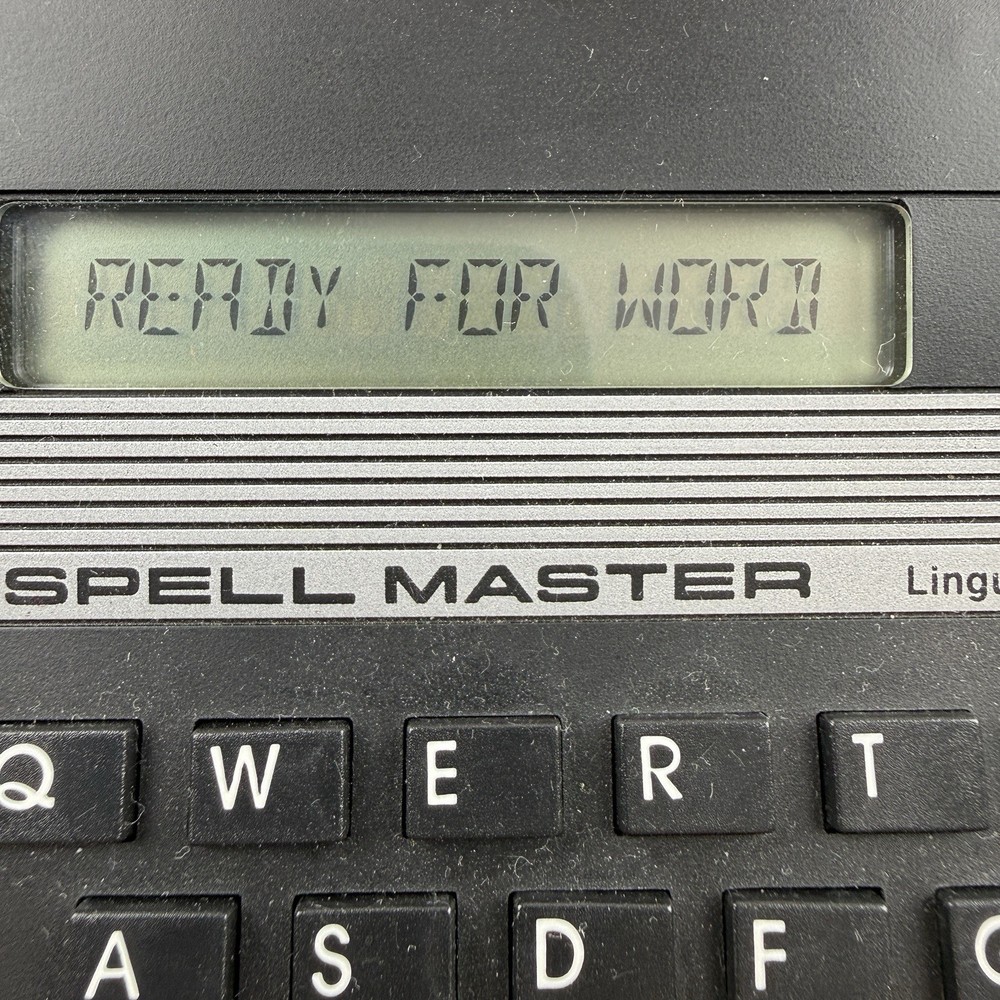 READY FOR WORD
SPELL MASTER Lingu
Q W E R T
A S D F